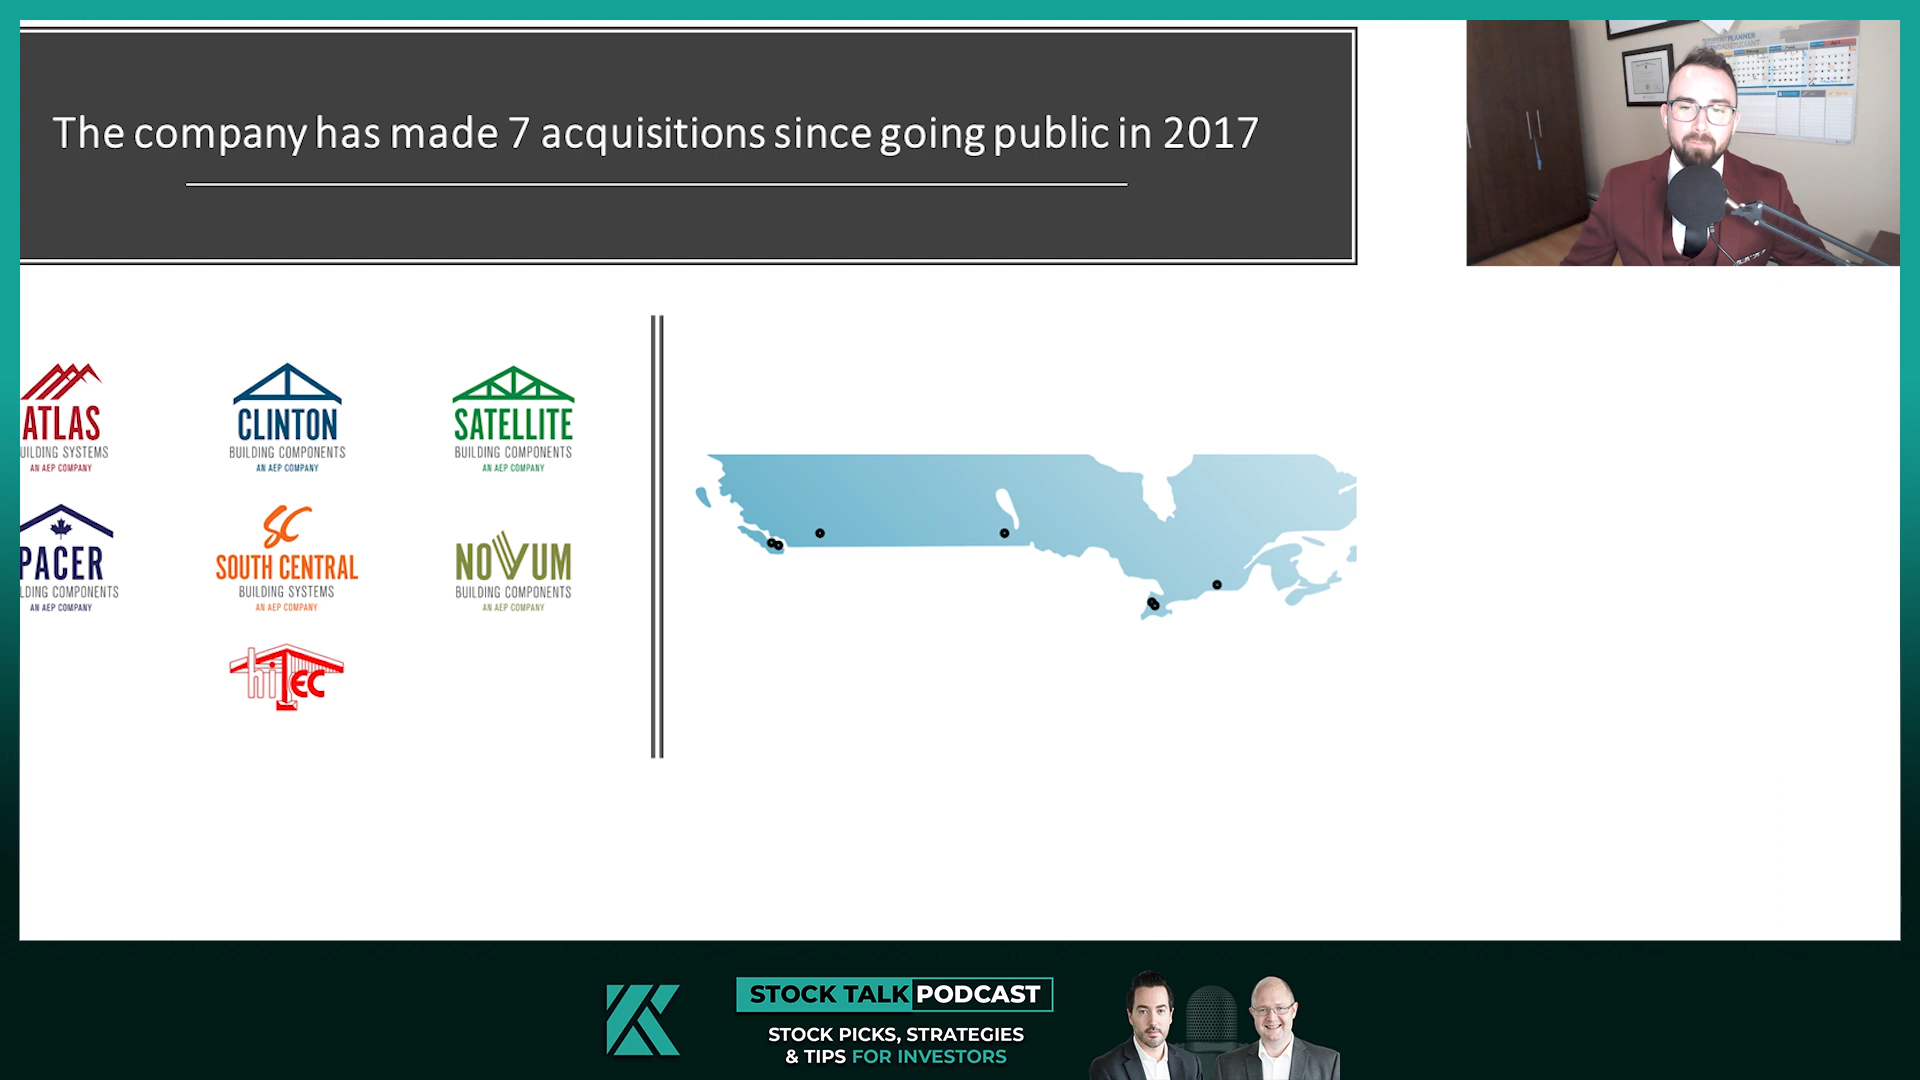 The company has made 7 acquisitions since going public in 2017
PLANNER
ATLAS
UILDING SYSTEMS
AN AEP COMPANY
CLINTON
BUILDING COMPONENTS
AN AEP COMPANY
SATELLITE
BUILDING COMPONENTS
AN AEP COMPANY
PACER
LDING COMPONENTS
AN AEP COMPANY
SC
SOUTH CENTRAL
BUILDING SYSTEMS
AN AEP COMPANY
NOVUM
BUILDING COMPONENTS
AN AEP COMPANY
hiTEC
STOCK TALK PODCAST
STOCK PICKS, STRATEGIES
& TIPS FOR INVESTORS